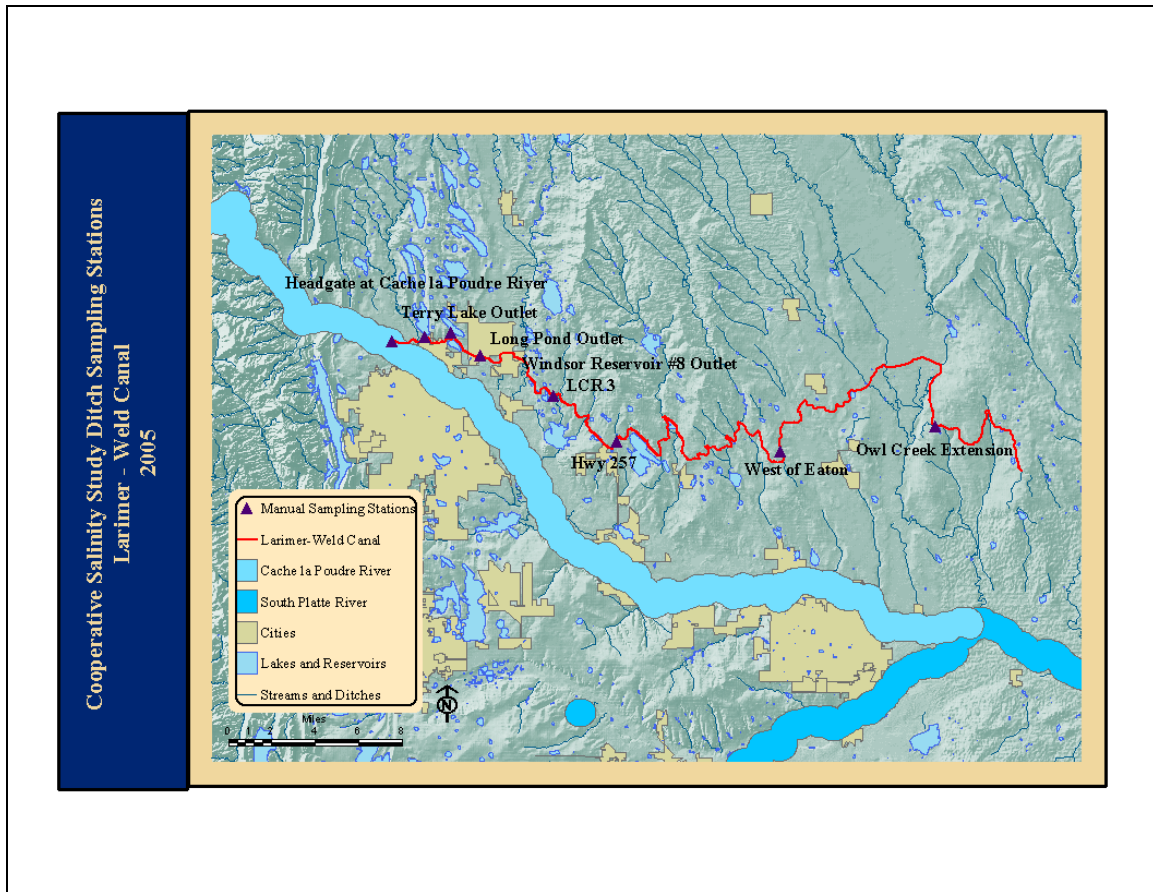 Cooperative Salinity Study Ditch Sampling Stations
Larimer - Weld Canal
2005
Headgate at Cache la Poudre River
Terry Lake Outlet
Long Pond Outlet
Windsor Reservoir #8 Outlet
LCR 3
Hwy 257
West of Eaton
Owl Creek Extension
Manual Sampling Stations
Larimer-Weld Canal
Cache la Poudre River
South Platte River
Cities
Lakes and Reservoirs
Streams and Ditches
N
Miles
0 1 2 4 6 8